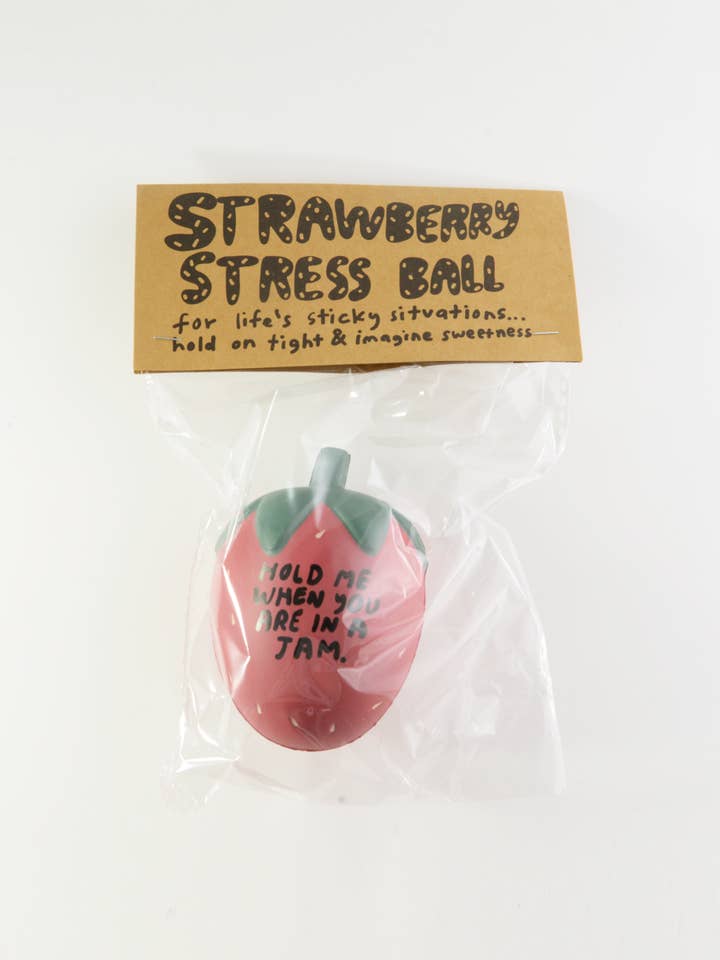 STRAWBERRY
STRESS BALL
for life's sticky situations...
hold on tight & imagine sweetness
HOLD ME
WHEN YOU
ARE IN A
JAM.